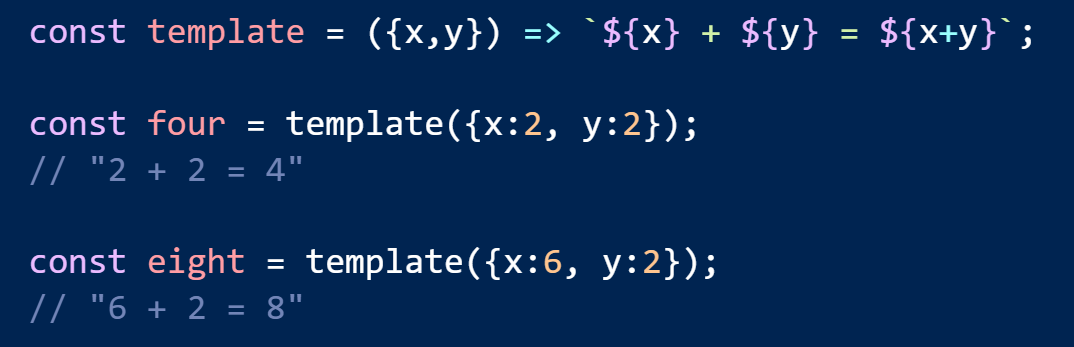 const template = ({x,y}) => `${x} + ${y} = ${x+y}`;
const four = template({x:2, y:2});
// "2 + 2 = 4"
const eight = template({x:6, y:2});
// "6 + 2 = 8"